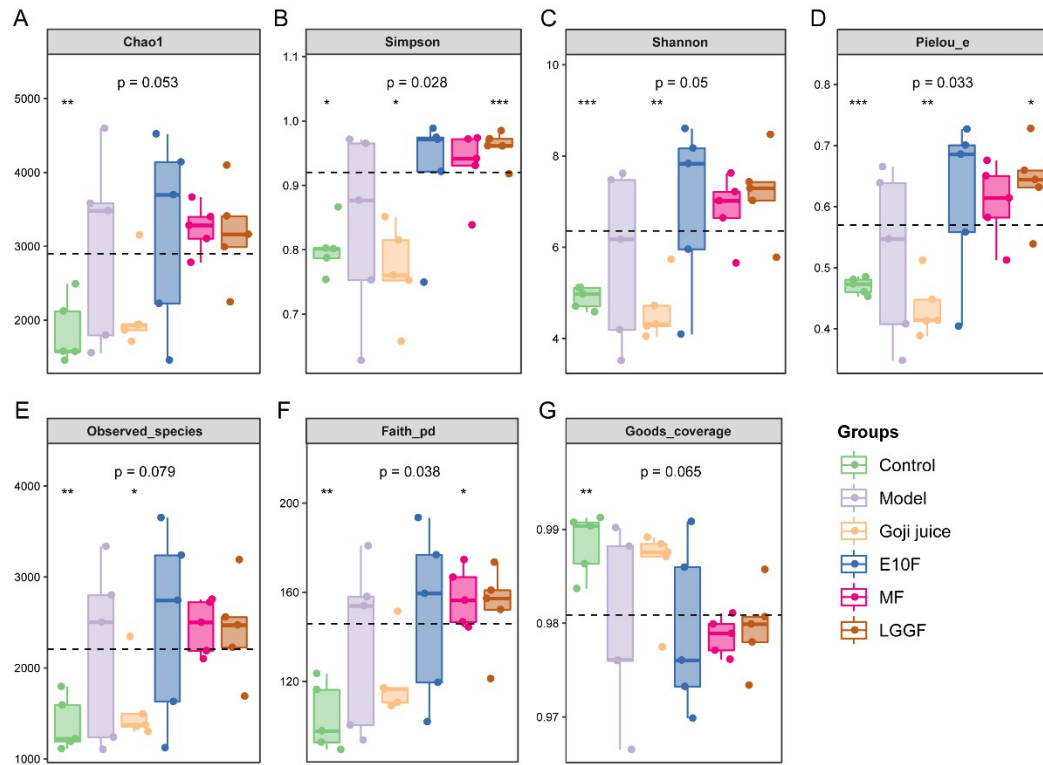 A
Chao1
p = 0.053
**
5000
4000
3000
2000
B
Simpson
p = 0.028
* * ***
1.1
1.0
0.9
0.8
0.7
C
Shannon
p = 0.05
*** **
10
8
6
4
D
Pielou_e
p = 0.033
*** ** *
0.8
0.7
0.6
0.5
0.4
E
Observed_species
p = 0.079
** *
4000
3000
2000
1000
F
Faith_pd
p = 0.038
** *
200
160
120
G
Goods_coverage
p = 0.065
**
0.99
0.98
0.97
Groups
Control
Model
Goji juice
E10F
MF
LGGF